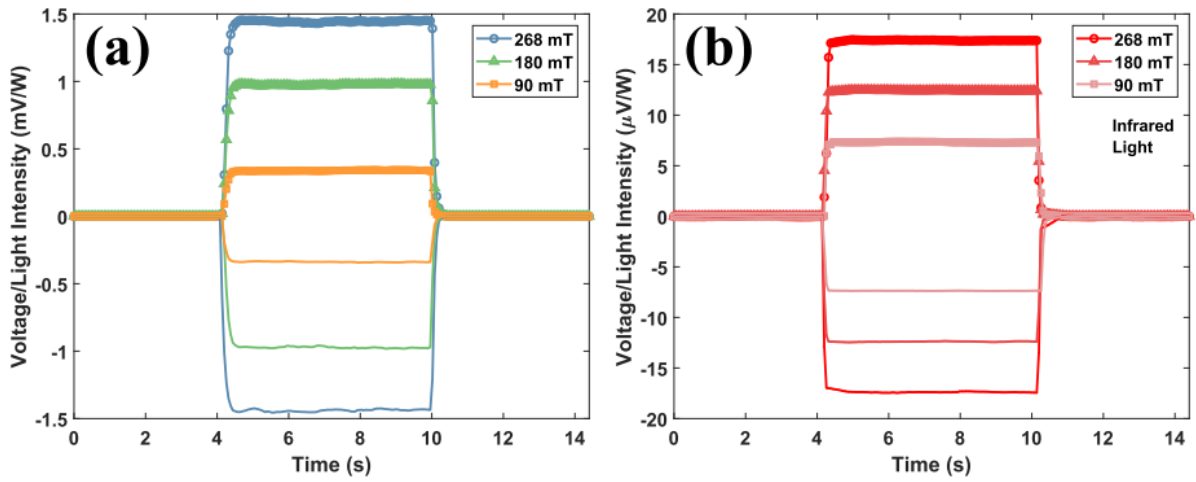 (a)
Voltage/Light Intensity (mV/W)
1.5
1
0.5
0
-0.5
-1
-1.5
268 mT
180 mT
90 mT
0 2 4 6 8 10 12 14
Time (s)
(b)
Voltage/Light Intensity (μV/W)
20
15
10
5
0
-5
-10
-15
-20
268 mT
180 mT
90 mT
Infrared
Light
0 2 4 6 8 10 12 14
Time (s)